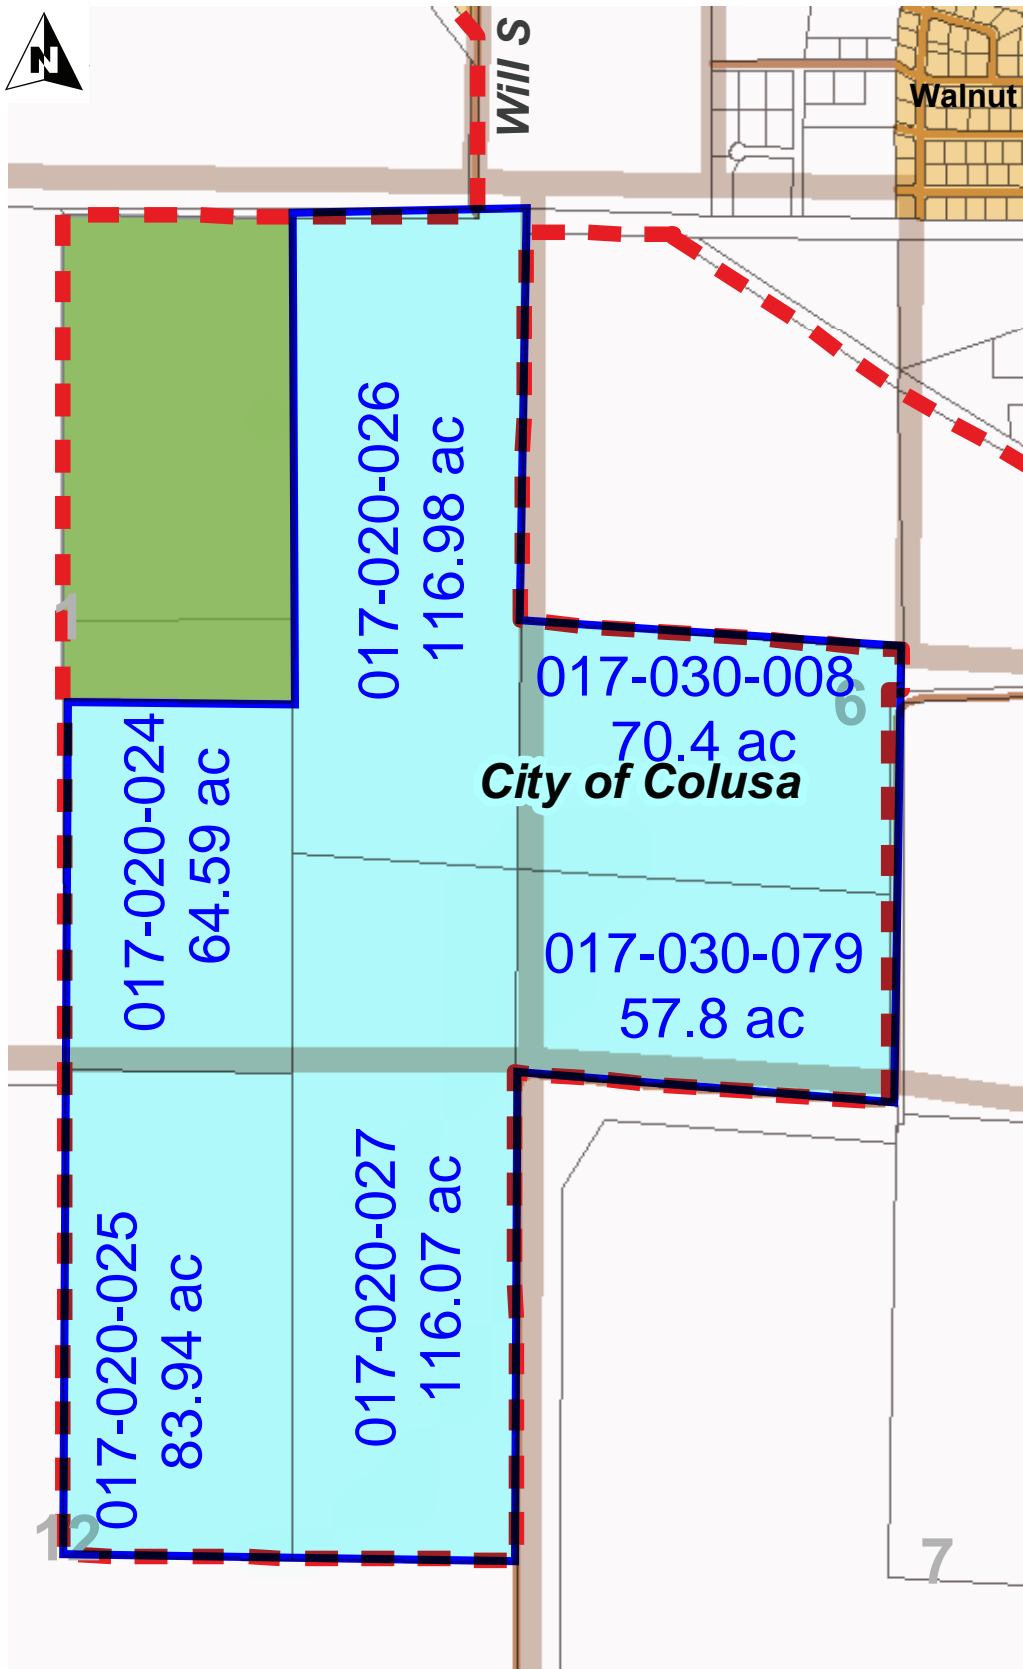 N
Will S
Walnut
017-020-026
116.98 ac
1
017-030-008
70.4 ac
6
City of Colusa
017-020-024
64.59 ac
017-030-079
57.8 ac
017-020-027
116.07 ac
017-020-025
83.94 ac
12
7